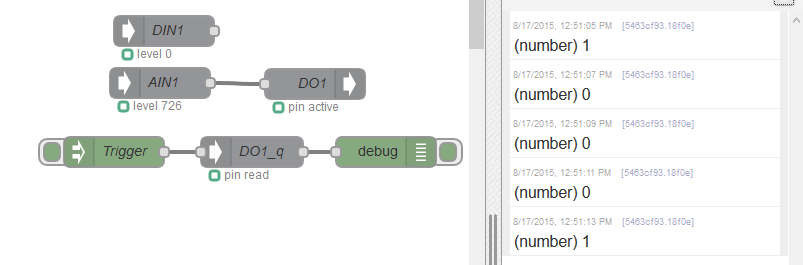 DIN1
level 0
AIN1
DO1
level 726
pin active
Trigger
DO1_q
debug
pin read
8/17/2015, 12:51:05 PM [5463cf93.18f0e]
(number) 1
8/17/2015, 12:51:07 PM [5463cf93.18f0e]
(number) 0
8/17/2015, 12:51:09 PM [5463cf93.18f0e]
(number) 0
8/17/2015, 12:51:11 PM [5463cf93.18f0e]
(number) 0
8/17/2015, 12:51:13 PM [5463cf93.18f0e]
(number) 1